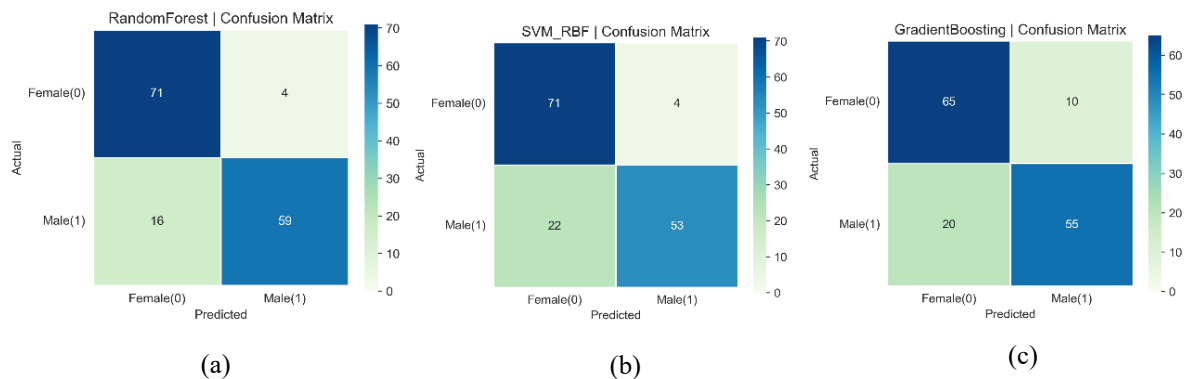 RandomForest | Confusion Matrix
Female(0)
Male(1)
Actual
71
4
16
59
Female(0)
Male(1)
Predicted
70
60
50
40
30
20
10
0
(a)
SVM_RBF | Confusion Matrix
Female(0)
Male(1)
Actual
71
4
22
53
Female(0)
Male(1)
Predicted
70
60
50
40
30
20
10
0
(b)
GradientBoosting | Confusion Matrix
Female(0)
Male(1)
Actual
65
10
20
55
Female(0)
Male(1)
Predicted
60
50
40
30
20
10
0
(c)